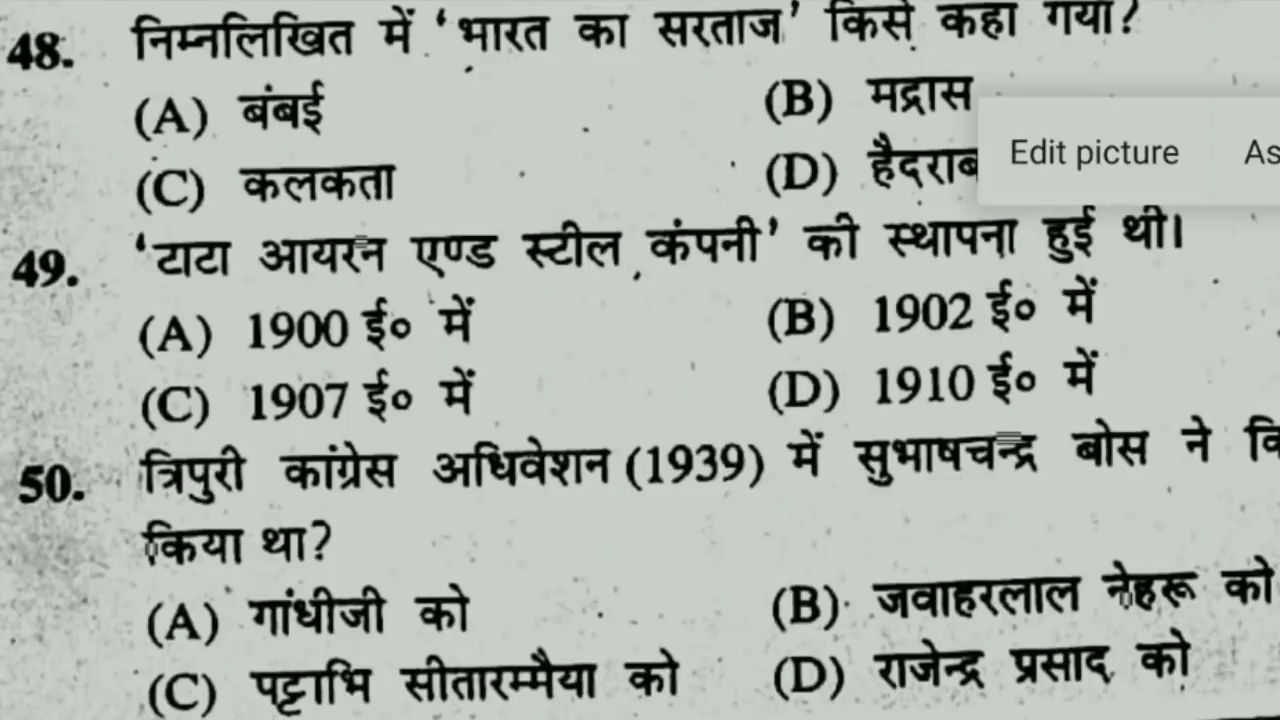 48. निम्नलिखित में ‘भारत का सरताज’ किसे कहा गया?
(A) बंबई (B) मद्रास
(C) कलकता (D)
Edit picture
49. ‘टाटा आयरन एण्ड स्टील कंपनी’ की स्थापना हुई थी।
(A) 1900 ई० में (B) 1902 ई० में
(C) 1907 ई० में (D) 1910 ई० में
50. त्रिपुरी कांग्रेस अधिवेशन (1939) में सुभाषचन्द्र बोस ने
किया था?
(A) गांधीजी को (B) जवाहरलाल नेहरू को
(C) पट्टाभि सीतारम्मैया को (D) राजेन्द्र प्रसाद को